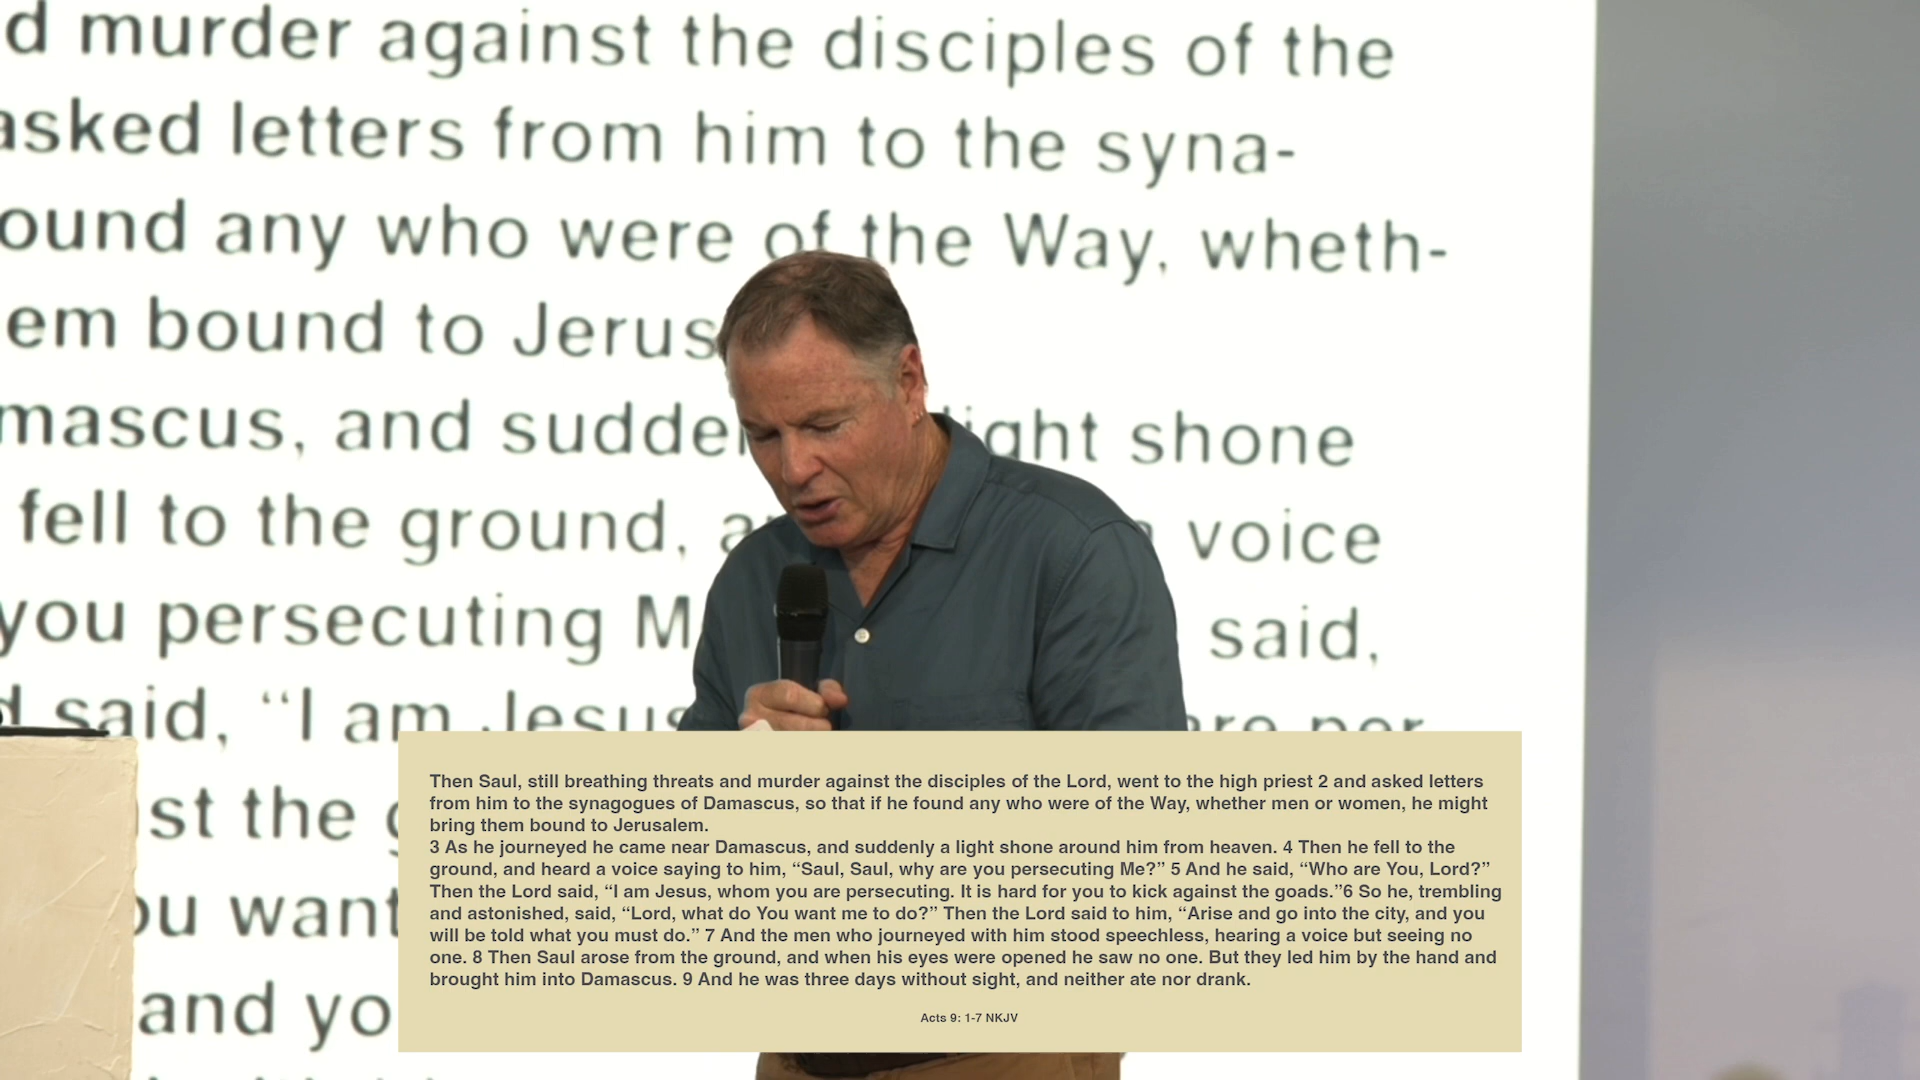 d murder against the disciples of the
asked letters from him to the syna-
ound any who were of the Way, wheth-
em bound to Jerus
mascus, and sudden light shone
fell to the ground, a voice
you persecuting M said,
d said, “I am Jesus are per
st the g
ou want
and yo
Then Saul, still breathing threats and murder against the disciples of the Lord, went to the high priest 2 and asked letters
from him to the synagogues of Damascus, so that if he found any who were of the Way, whether men or women, he might
bring them bound to Jerusalem.
3 As he journeyed he came near Damascus, and suddenly a light shone around him from heaven. 4 Then he fell to the
ground, and heard a voice saying to him, “Saul, Saul, why are you persecuting Me?” 5 And he said, “Who are You, Lord?”
Then the Lord said, “I am Jesus, whom you are persecuting. It is hard for you to kick against the goads.”6 So he, trembling
and astonished, said, “Lord, what do You want me to do?” Then the Lord said to him, “Arise and go into the city, and you
will be told what you must do.” 7 And the men who journeyed with him stood speechless, hearing a voice but seeing no
one. 8 Then Saul arose from the ground, and when his eyes were opened he saw no one. But they led him by the hand and
brought him into Damascus. 9 And he was three days without sight, and neither ate nor drank.
Acts 9: 1-7 NKJV